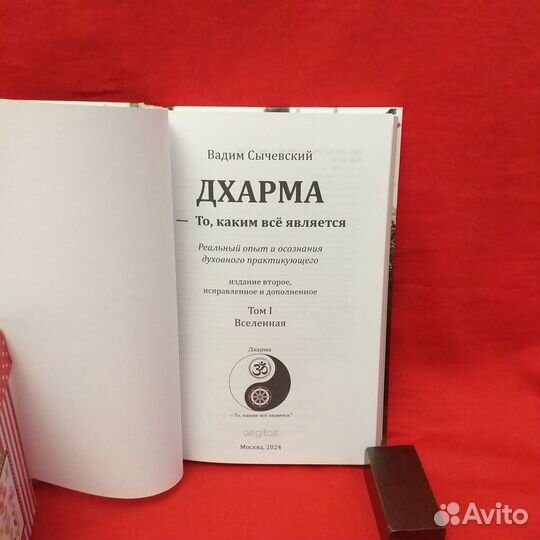 Вадим Сычевский
ДХАРМА
— То, каким всё является
Реальный опыт и осознания
духовного практикующего
издание второе,
исправленное и дополненное
Том I
Вселенная
Дхарма
ॐ
– То, каким всё является
aegitas
Москва, 2024
Avito